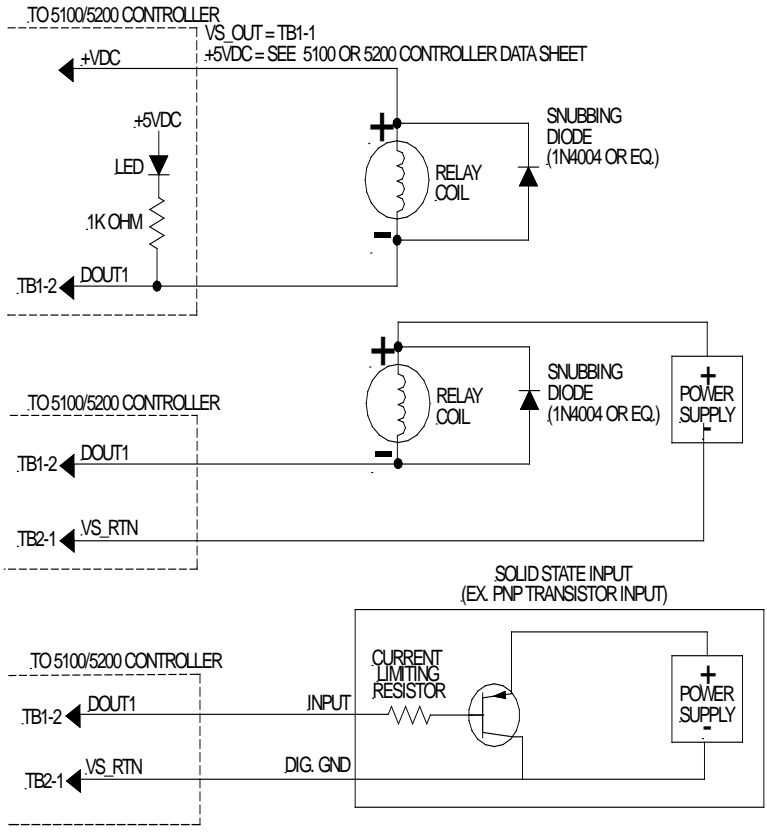 TO 5100/5200 CONTROLLER
VS_OUT = TB1-1
+VDC
+5VDC = SEE 5100 OR 5200 CONTROLLER DATA SHEET
+5VDC
LED
1K OHM
TB1-2
DOUT1
+
RELAY
COIL
-
SNUBBING
DIODE
(1N4004 OR EQ.)
+
RELAY
COIL
-
SNUBBING
DIODE
(1N4004 OR EQ.)
+
POWER
SUPPLY
-
TO 5100/5200 CONTROLLER
TB1-2
DOUT1
TB2-1
VS_RTN
SOLID STATE INPUT
(EX. PNP TRANSISTOR INPUT)
TO 5100/5200 CONTROLLER
CURRENT
LIMITING
RESISTOR
TB1-2
DOUT1
INPUT
+
POWER
SUPPLY
-
TB2-1
VS_RTN
DIG. GND